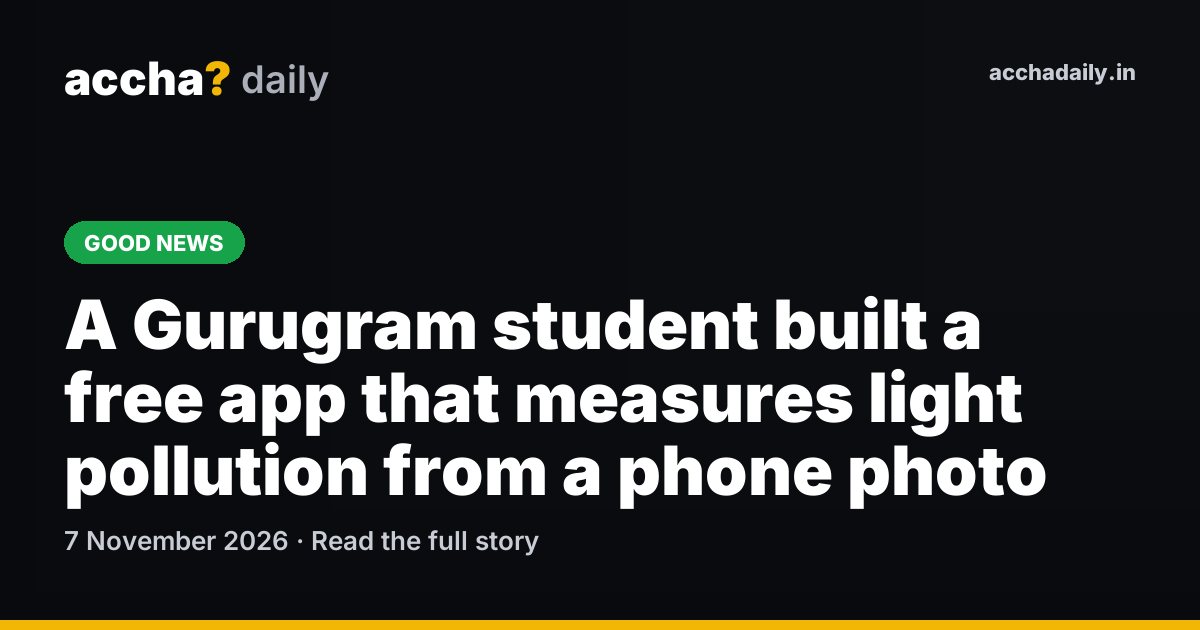 accha? daily
acchadaily.in
GOOD NEWS
A Gurugram student built a
free app that measures light
pollution from a phone photo
7 November 2026 · Read the full story